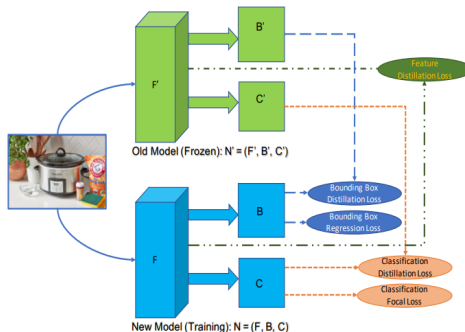 B'
F'
Feature
Distillation Loss
C'
Old Model (Frozen): N' = (F', B', C')
Bounding Box
Distillation Loss
B
Bounding Box
Regression Loss
F
Classification
Distillation Loss
C
Classification
Focal Loss
New Model (Training): N = (F, B, C)